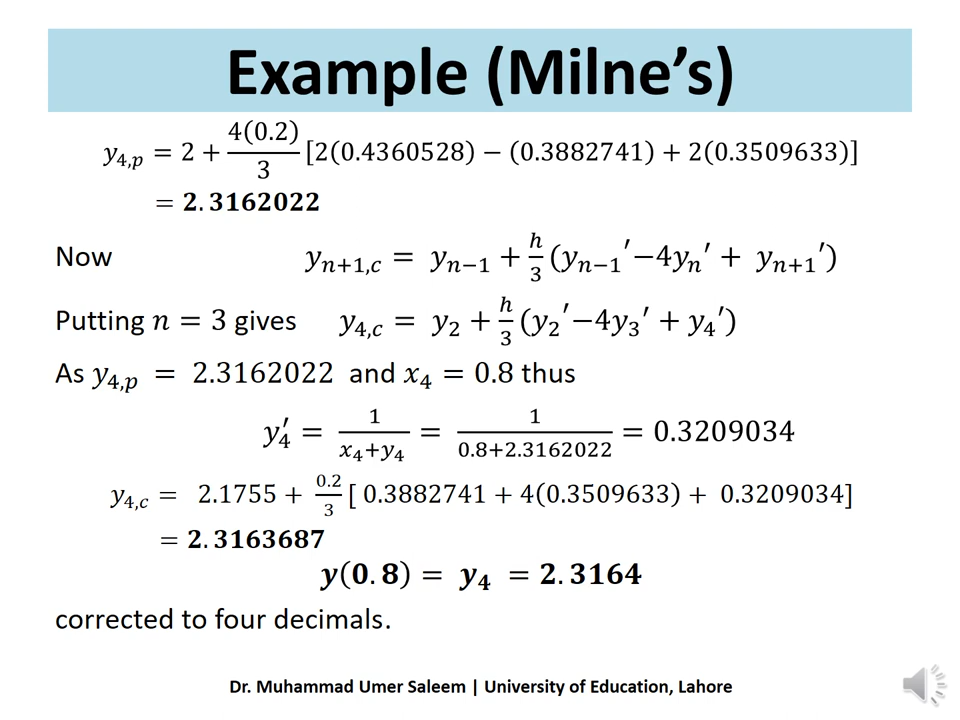 Example (Milne's)
y₄,ₚ = 2 + 4(0.2)/3 [2(0.4360528) − (0.3882741) + 2(0.3509633)]
= 2.3162022
Now yₙ₊₁,c = yₙ₋₁ + h/3 (yₙ₋₁′ −4yₙ′ + yₙ₊₁′)
Putting n = 3 gives y₄,c = y₂ + h/3 (y₂′ −4y₃′ + y₄′)
As y₄,ₚ = 2.3162022 and x₄ = 0.8 thus
y₄′ = 1/(x₄+y₄) = 1/(0.8+2.3162022) = 0.3209034
y₄,c = 2.1755 + 0.2/3 [ 0.3882741 + 4(0.3509633) + 0.3209034]
= 2.3163687
y(0.8) = y₄ = 2.3164
corrected to four decimals.
Dr. Muhammad Umer Saleem | University of Education, Lahore